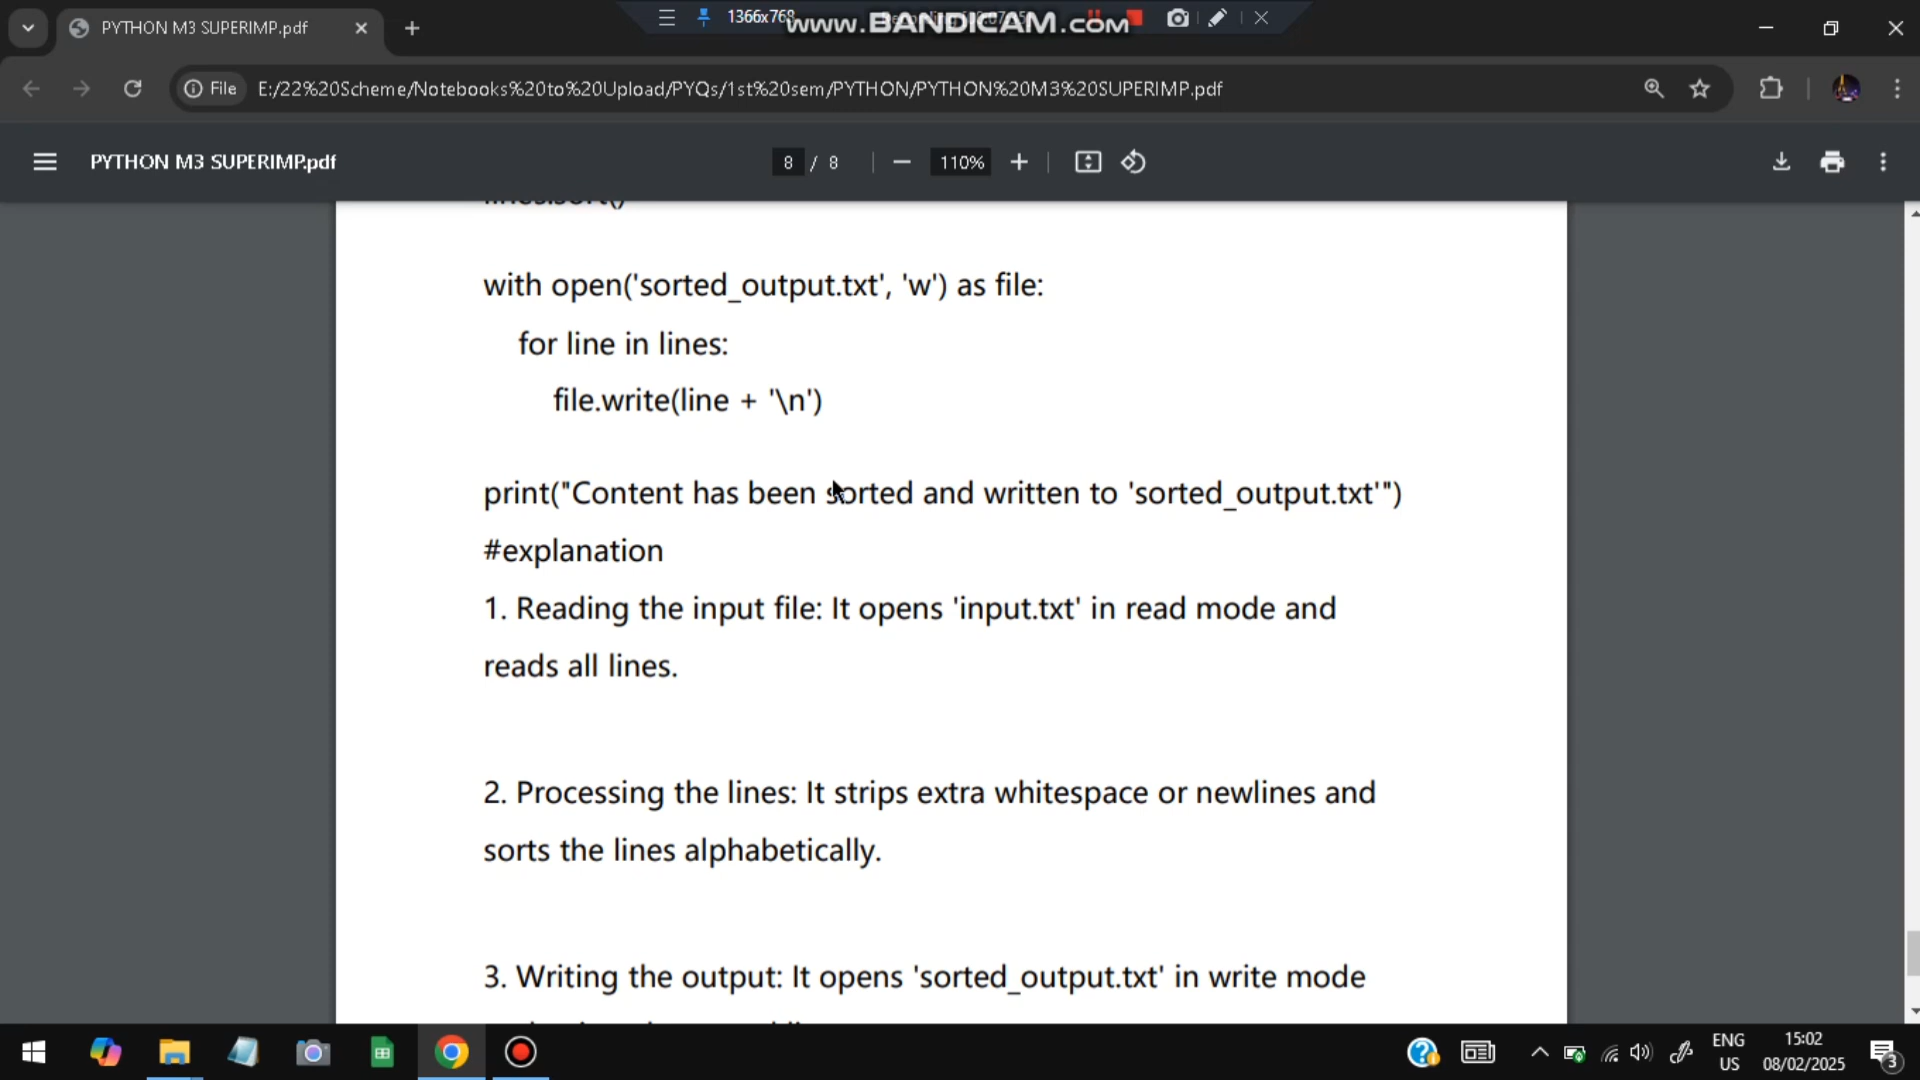 PYTHON M3 SUPERIMP.pdf
1366x768
www.BANDICAM.com
File
E:/22%20Scheme/Notebooks%20to%20Upload/PYQs/1st%20sem/PYTHON/PYTHON%20M3%20SUPERIMP.pdf
PYTHON M3 SUPERIMP.pdf
8 / 8
110%
lines.sort()
with open('sorted_output.txt', 'w') as file:
for line in lines:
file.write(line + '\n')
print("Content has been sorted and written to 'sorted_output.txt'")
#explanation
1. Reading the input file: It opens 'input.txt' in read mode and
reads all lines.
2. Processing the lines: It strips extra whitespace or newlines and
sorts the lines alphabetically.
3. Writing the output: It opens 'sorted_output.txt' in write mode
ENG
US
15:02
08/02/2025
3